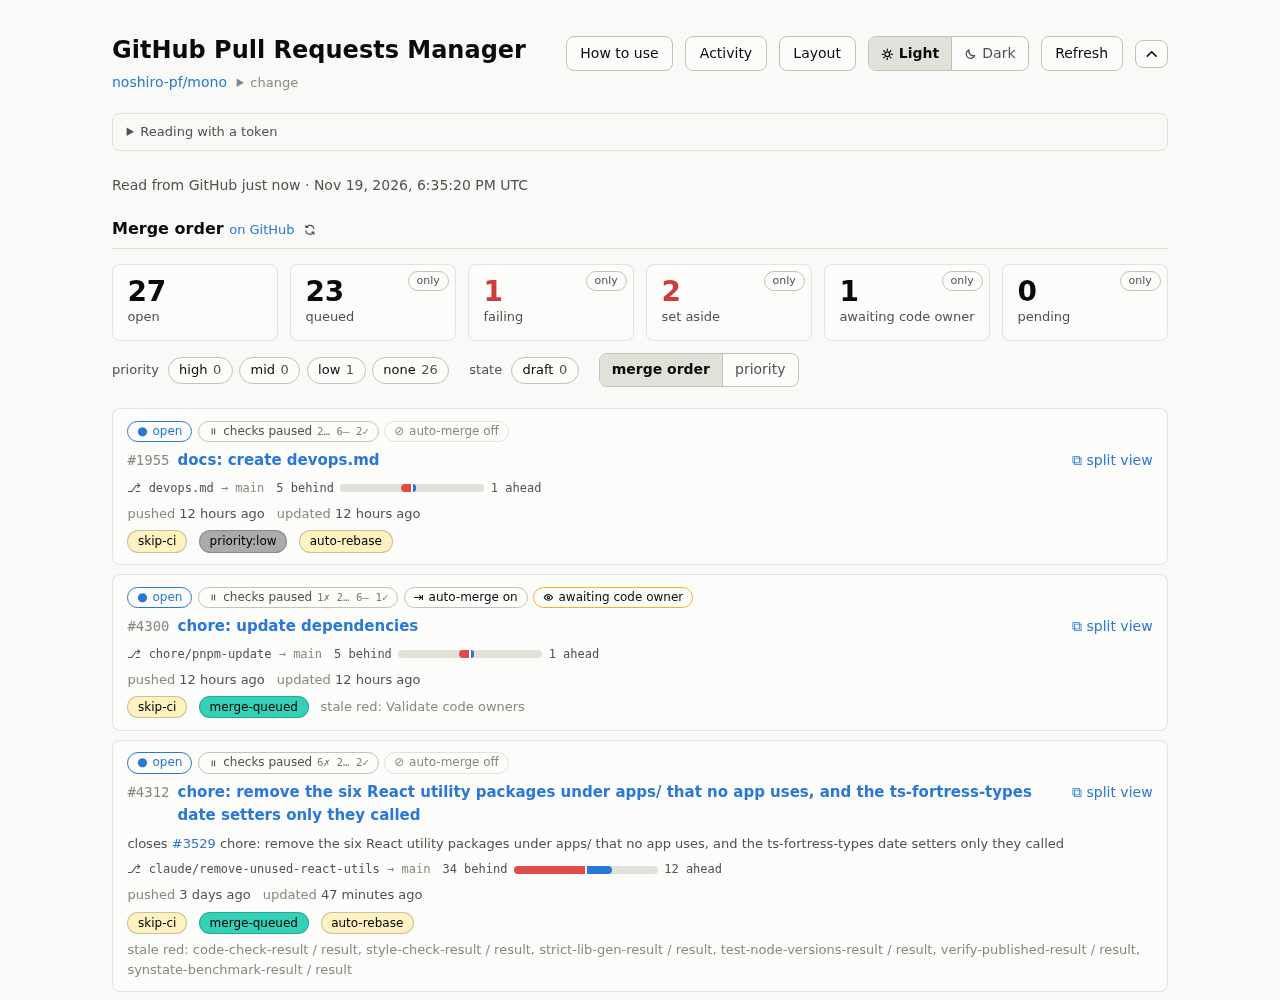 GitHub Pull Requests Manager
How to use
Activity
Layout
Light
Dark
Refresh
noshiro-pf/mono ▶ change
▶ Reading with a token
Read from GitHub just now · Nov 19, 2026, 6:35:20 PM UTC
Merge order on GitHub
27
open
23
queued
only
1
failing
only
2
set aside
only
1
awaiting code owner
only
0
pending
only
priority high 0 mid 0 low 1 none 26 state draft 0 merge order priority
open checks paused 2… 6– 2✓ ⊘ auto-merge off
#1955 docs: create devops.md ⧉ split view
⎇ devops.md → main 5 behind 1 ahead
pushed 12 hours ago updated 12 hours ago
skip-ci priority:low auto-rebase
open checks paused 1✗ 2… 6– 1✓ ⇥ auto-merge on awaiting code owner
#4300 chore: update dependencies ⧉ split view
⎇ chore/pnpm-update → main 5 behind 1 ahead
pushed 12 hours ago updated 12 hours ago
skip-ci merge-queued stale red: Validate code owners
open checks paused 6✗ 2… 2✓ ⊘ auto-merge off
#4312 chore: remove the six React utility packages under apps/ that no app uses, and the ts-fortress-types ⧉ split view
date setters only they called
closes #3529 chore: remove the six React utility packages under apps/ that no app uses, and the ts-fortress-types date setters only they called
⎇ claude/remove-unused-react-utils → main 34 behind 12 ahead
pushed 3 days ago updated 47 minutes ago
skip-ci merge-queued auto-rebase
stale red: code-check-result / result, style-check-result / result, strict-lib-gen-result / result, test-node-versions-result / result, verify-published-result / result,
synstate-benchmark-result / result